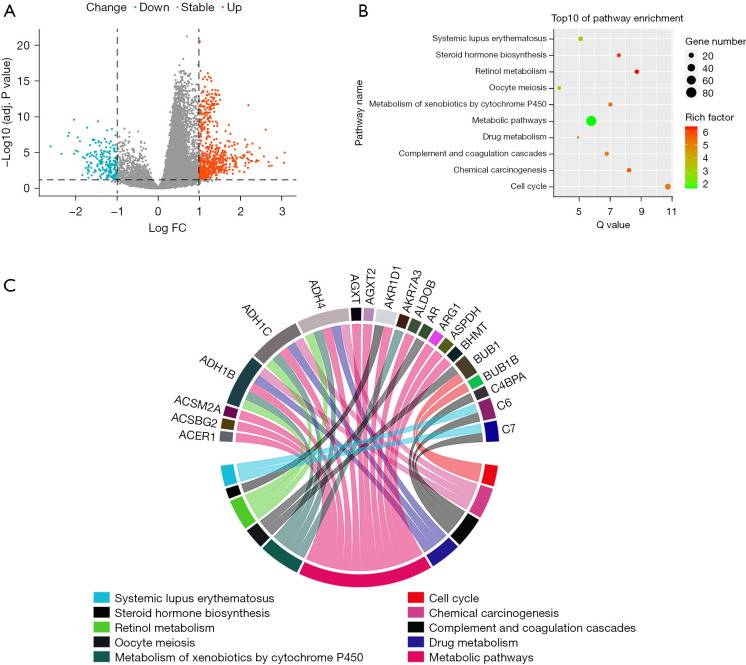 A
Change • Down • Stable • Up
−Log10 (adj. P value)
20
15
10
5
0
−2 −1 0 1 2 3
Log FC
B
Top10 of pathway enrichment
Pathway name
Systemic lupus erythematosus
Steroid hormone biosynthesis
Retinol metabolism
Oocyte meiosis
Metabolism of xenobiotics by cytochrome P450
Metabolic pathways
Drug metabolism
Complement and coagulation cascades
Chemical carcinogenesis
Cell cycle
5 7 9 11
Q value
Gene number
20
40
60
80
Rich factor
6
5
4
3
2
C
ACER1
ACSBG2
ACSM2A
ADH1B
ADH1C
ADH4
AGXT
AGXT2
AKR1D1
AKR7A3
ALDOB
AR
ARG1
ASPDH
BHMT
BUB1
BUB1B
C4BPA
C6
C7
Systemic lupus erythematosus
Steroid hormone biosynthesis
Retinol metabolism
Oocyte meiosis
Metabolism of xenobiotics by cytochrome P450
Cell cycle
Chemical carcinogenesis
Complement and coagulation cascades
Drug metabolism
Metabolic pathways